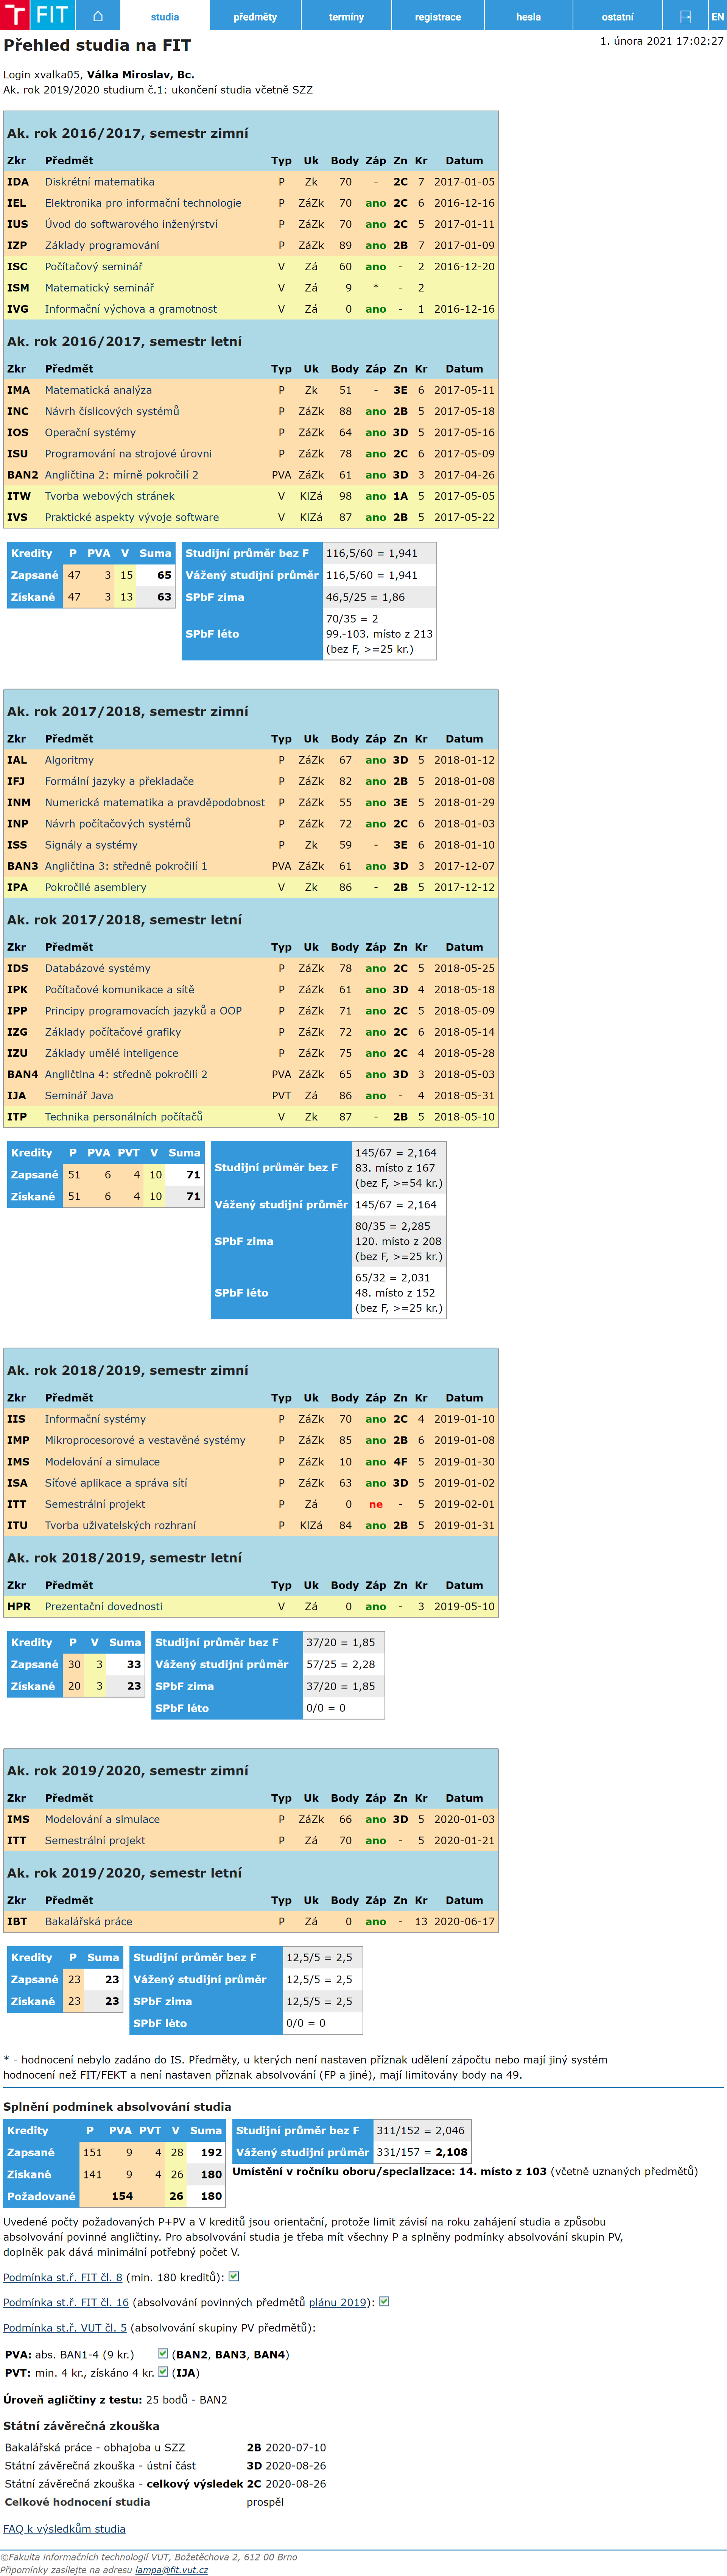 T FIT studia předměty termíny registrace hesla ostatní EN
Přehled studia na FIT 1. února 2021 17:02:27
Login xvalka05, Válka Miroslav, Bc.
Ak. rok 2019/2020 studium č.1: ukončení studia včetně SZZ
Ak. rok 2016/2017, semestr zimní
Zkr Předmět Typ Uk Body Záp Zn Kr Datum
IDA Diskrétní matematika P Zk 70 - 2C 7 2017-01-05
IEL Elektronika pro informační technologie P ZáZk 70 ano 2C 6 2016-12-16
IUS Úvod do softwarového inženýrství P ZáZk 70 ano 2C 5 2017-01-11
IZP Základy programování P ZáZk 89 ano 2B 7 2017-01-09
ISC Počítačový seminář V Zá 60 ano - 2 2016-12-20
ISM Matematický seminář V Zá 9 * - 2
IVG Informační výchova a gramotnost V Zá 0 ano - 1 2016-12-16
Ak. rok 2016/2017, semestr letní
Zkr Předmět Typ Uk Body Záp Zn Kr Datum
IMA Matematická analýza P Zk 51 - 3E 6 2017-05-11
INC Návrh číslicových systémů P ZáZk 88 ano 2B 5 2017-05-18
IOS Operační systémy P ZáZk 64 ano 3D 5 2017-05-16
ISU Programování na strojové úrovni P ZáZk 78 ano 2C 6 2017-05-09
BAN2 Angličtina 2: mírně pokročilí 2 PVA ZáZk 61 ano 3D 3 2017-04-26
ITW Tvorba webových stránek V KlZá 98 ano 1A 5 2017-05-05
IVS Praktické aspekty vývoje software V KlZá 87 ano 2B 5 2017-05-22
Kredity P PVA V Suma
Zapsané 47 3 15 65
Získané 47 3 13 63
Studijní průměr bez F 116,5/60 = 1,941
Vážený studijní průměr 116,5/60 = 1,941
SPbF zima 46,5/25 = 1,86
SPbF léto 70/35 = 2
99.-103. místo z 213
(bez F, >=25 kr.)
Ak. rok 2017/2018, semestr zimní
Zkr Předmět Typ Uk Body Záp Zn Kr Datum
IAL Algoritmy P ZáZk 67 ano 3D 5 2018-01-12
IFJ Formální jazyky a překladače P ZáZk 82 ano 2B 5 2018-01-08
INM Numerická matematika a pravděpodobnost P ZáZk 55 ano 3E 5 2018-01-29
INP Návrh počítačových systémů P ZáZk 72 ano 2C 6 2018-01-03
ISS Signály a systémy P Zk 59 - 3E 6 2018-01-10
BAN3 Angličtina 3: středně pokročilí 1 PVA ZáZk 61 ano 3D 3 2017-12-07
IPA Pokročilé asemblery V Zk 86 - 2B 5 2017-12-12
Ak. rok 2017/2018, semestr letní
Zkr Předmět Typ Uk Body Záp Zn Kr Datum
IDS Databázové systémy P ZáZk 78 ano 2C 5 2018-05-25
IPK Počítačové komunikace a sítě P ZáZk 61 ano 3D 4 2018-05-18
IPP Principy programovacích jazyků a OOP P ZáZk 71 ano 2C 5 2018-05-09
IZG Základy počítačové grafiky P ZáZk 72 ano 2C 6 2018-05-14
IZU Základy umělé inteligence P ZáZk 75 ano 2C 4 2018-05-28
BAN4 Angličtina 4: středně pokročilí 2 PVA ZáZk 65 ano 3D 3 2018-05-03
IJA Seminář Java PVT Zá 86 ano - 4 2018-05-31
ITP Technika personálních počítačů V Zk 87 - 2B 5 2018-05-10
Kredity P PVA PVT V Suma
Zapsané 51 6 4 10 71
Získané 51 6 4 10 71
Studijní průměr bez F 145/67 = 2,164
83. místo z 167
(bez F, >=54 kr.)
Vážený studijní průměr 145/67 = 2,164
SPbF zima 80/35 = 2,285
120. místo z 208
(bez F, >=25 kr.)
SPbF léto 65/32 = 2,031
48. místo z 152
(bez F, >=25 kr.)
Ak. rok 2018/2019, semestr zimní
Zkr Předmět Typ Uk Body Záp Zn Kr Datum
IIS Informační systémy P ZáZk 70 ano 2C 4 2019-01-10
IMP Mikroprocesorové a vestavěné systémy P ZáZk 85 ano 2B 6 2019-01-08
IMS Modelování a simulace P ZáZk 10 ano 4F 5 2019-01-30
ISA Síťové aplikace a správa sítí P ZáZk 63 ano 3D 5 2019-01-02
ITT Semestrální projekt P Zá 0 ne - 5 2019-02-01
ITU Tvorba uživatelských rozhraní P KlZá 84 ano 2B 5 2019-01-31
Ak. rok 2018/2019, semestr letní
Zkr Předmět Typ Uk Body Záp Zn Kr Datum
HPR Prezentační dovednosti V Zá 0 ano - 3 2019-05-10
Kredity P V Suma
Zapsané 30 3 33
Získané 20 3 23
Studijní průměr bez F 37/20 = 1,85
Vážený studijní průměr 57/25 = 2,28
SPbF zima 37/20 = 1,85
SPbF léto 0/0 = 0
Ak. rok 2019/2020, semestr zimní
Zkr Předmět Typ Uk Body Záp Zn Kr Datum
IMS Modelování a simulace P ZáZk 66 ano 3D 5 2020-01-03
ITT Semestrální projekt P Zá 70 ano - 5 2020-01-21
Ak. rok 2019/2020, semestr letní
Zkr Předmět Typ Uk Body Záp Zn Kr Datum
IBT Bakalářská práce P Zá 0 ano - 13 2020-06-17
Kredity P Suma
Zapsané 23 23
Získané 23 23
Studijní průměr bez F 12,5/5 = 2,5
Vážený studijní průměr 12,5/5 = 2,5
SPbF zima 12,5/5 = 2,5
SPbF léto 0/0 = 0
* - hodnocení nebylo zadáno do IS. Předměty, u kterých není nastaven příznak udělení zápočtu nebo mají jiný systém
hodnocení než FIT/FEKT a není nastaven příznak absolvování (FP a jiné), mají limitovány body na 49.
Splnění podmínek absolvování studia
Kredity P PVA PVT V Suma
Zapsané 151 9 4 28 192
Získané 141 9 4 26 180
Požadované 154 26 180
Studijní průměr bez F 311/152 = 2,046
Vážený studijní průměr 331/157 = 2,108
Umístění v ročníku oboru/specializace: 14. místo z 103 (včetně uznaných předmětů)
Uvedené počty požadovaných P+PV a V kreditů jsou orientační, protože limit závisí na roku zahájení studia a způsobu
absolvování povinné angličtiny. Pro absolvování studia je třeba mít všechny P a splněny podmínky absolvování skupin PV,
doplněk pak dává minimální potřebný počet V.
Podmínka st.ř. FIT čl. 8 (min. 180 kreditů):
Podmínka st.ř. FIT čl. 16 (absolvování povinných předmětů plánu 2019):
Podmínka st.ř. VUT čl. 5 (absolvování skupiny PV předmětů):
PVA: abs. BAN1-4 (9 kr.) (BAN2, BAN3, BAN4)
PVT: min. 4 kr., získáno 4 kr. (IJA)
Úroveň agličtiny z testu: 25 bodů - BAN2
Státní závěrečná zkouška
Bakalářská práce - obhajoba u SZZ 2B 2020-07-10
Státní závěrečná zkouška - ústní část 3D 2020-08-26
Státní závěrečná zkouška - celkový výsledek 2C 2020-08-26
Celkové hodnocení studia prospěl
FAQ k výsledkům studia
©Fakulta informačních technologií VUT, Božetěchova 2, 612 00 Brno
Připomínky zasílejte na adresu lampa@fit.vut.cz